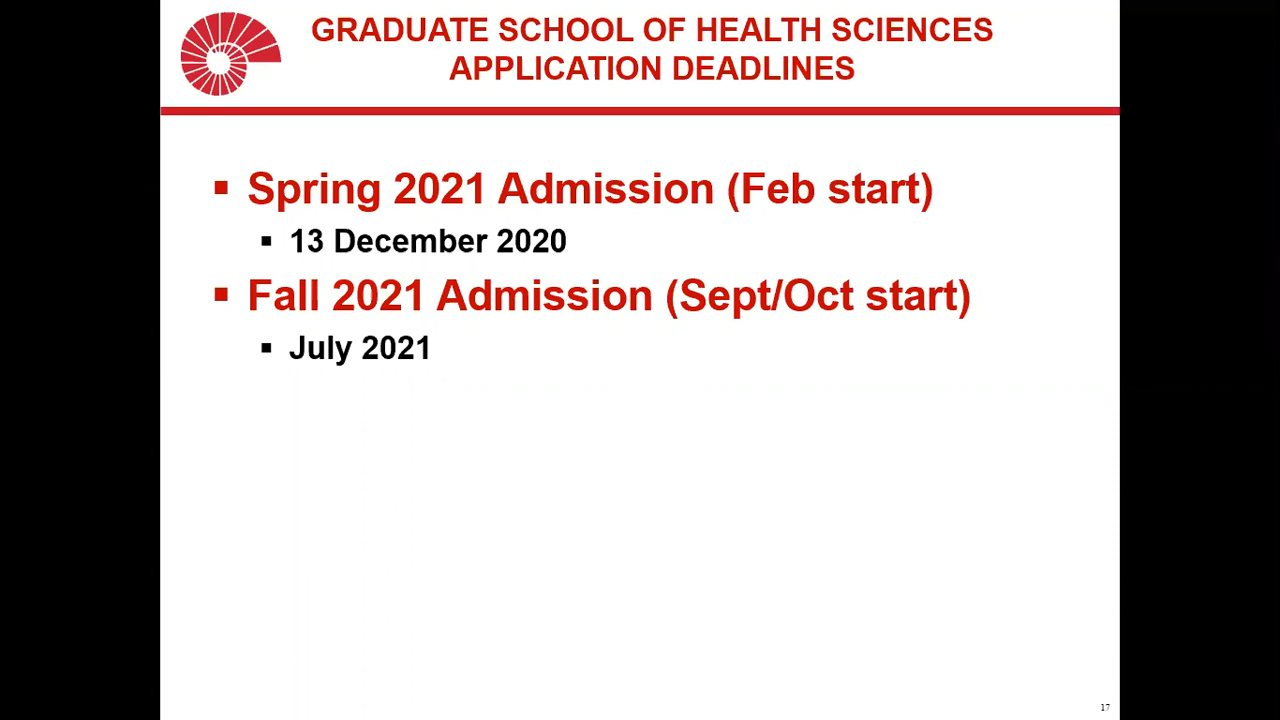 GRADUATE SCHOOL OF HEALTH SCIENCES
APPLICATION DEADLINES
▪ Spring 2021 Admission (Feb start)
▪ 13 December 2020
▪ Fall 2021 Admission (Sept/Oct start)
▪ July 2021
17